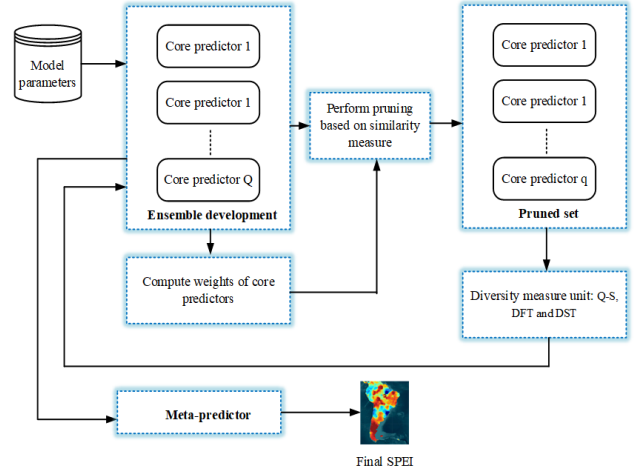 Model
parameters
Core predictor 1
Core predictor 1
Core predictor Q
Ensemble development
Perform pruning
based on similarity
measure
Core predictor 1
Core predictor 1
Core predictor q
Pruned set
Compute weights of core
predictors
Diversity measure unit: Q-S,
DFT and DST
Meta-predictor
Final SPEI